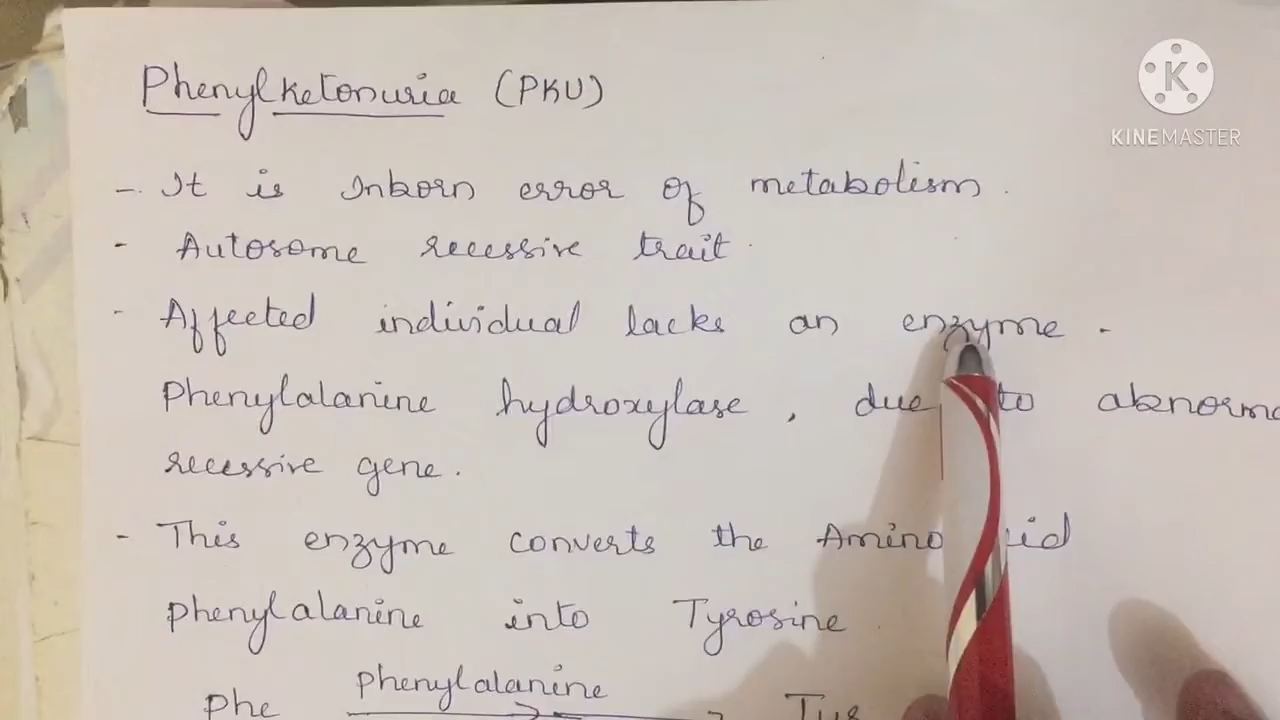 Phenylketonuria (PKU)
K
KINEMASTER
- It is Inborn error of metabolism.
- Autosome recessive trait.
- Affected individual lacks an enzyme -
Phenylalanine hydroxylase, due to
recessive gene.
- This enzyme converts the Amino
phenylalanine into Tyrosine
phenylalanine
Phe